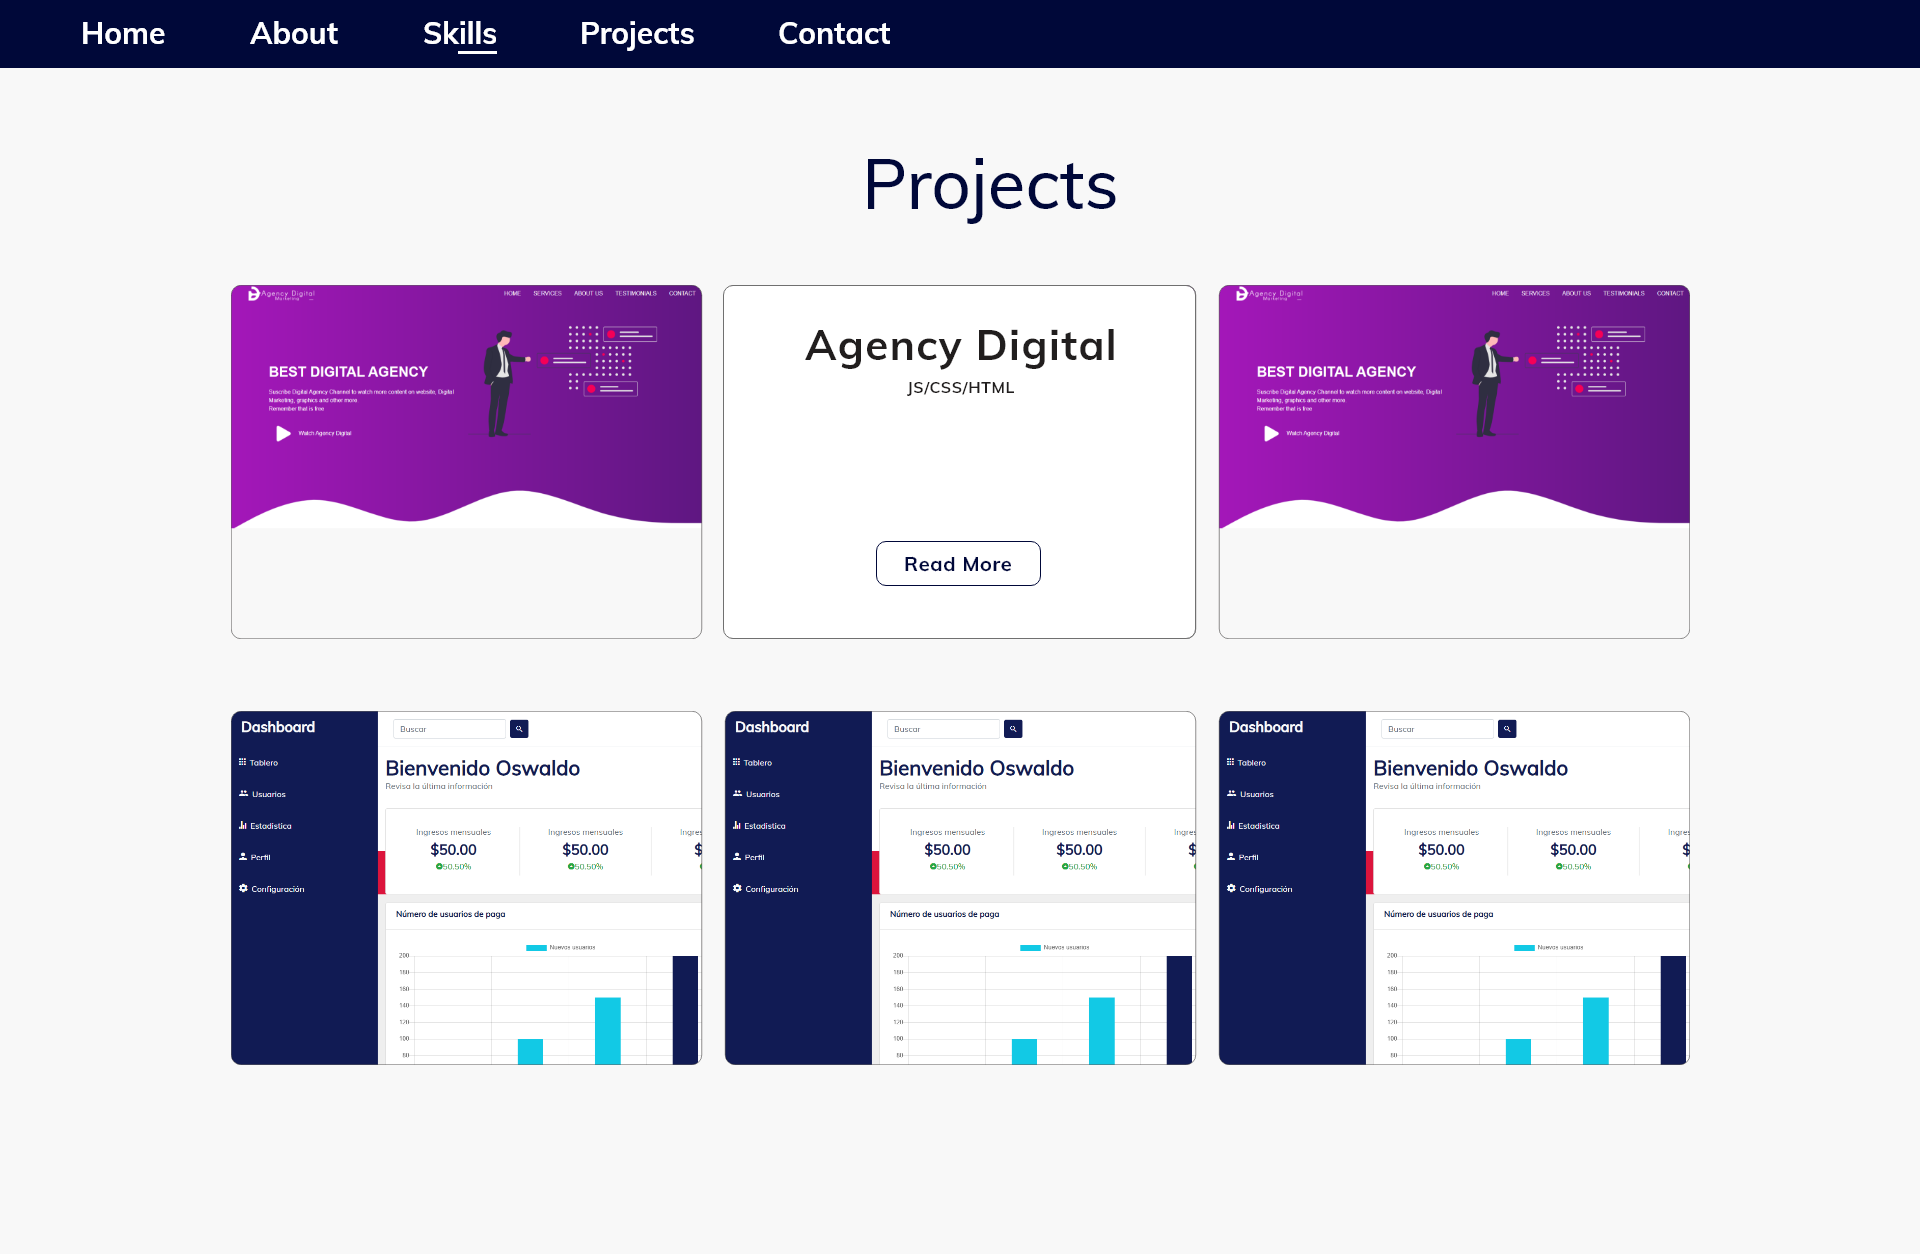 Home About Skills Projects Contact
Projects
Agency Digital
Marketing
HOME SERVICES ABOUT US TESTIMONIALS CONTACT
BEST DIGITAL AGENCY
Suscribe Digital Agency Channel to watch more content on website, Digital
Marketing, graphics and other more.
Remember that is free
Watch Agency Digital
Agency Digital
JS/CSS/HTML
Read More
Agency Digital
Marketing
HOME SERVICES ABOUT US TESTIMONIALS CONTACT
BEST DIGITAL AGENCY
Suscribe Digital Agency Channel to watch more content on website, Digital
Marketing, graphics and other more.
Remember that is free
Watch Agency Digital
Dashboard
Tablero
Usuarios
Estadística
Perfil
Configuración
Buscar
Bienvenido Oswaldo
Revisa la última información
Ingresos mensuales Ingresos mensuales Ingres
$50.00 $50.00 $
50.50% 50.50%
Número de usuarios de paga
Nuevos usuarios
200
180
160
140
120
100
80
Dashboard
Tablero
Usuarios
Estadística
Perfil
Configuración
Buscar
Bienvenido Oswaldo
Revisa la última información
Ingresos mensuales Ingresos mensuales Ingres
$50.00 $50.00 $
50.50% 50.50%
Número de usuarios de paga
Nuevos usuarios
200
180
160
140
120
100
80
Dashboard
Tablero
Usuarios
Estadística
Perfil
Configuración
Buscar
Bienvenido Oswaldo
Revisa la última información
Ingresos mensuales Ingresos mensuales Ingres
$50.00 $50.00 $
50.50% 50.50%
Número de usuarios de paga
Nuevos usuarios
200
180
160
140
120
100
80